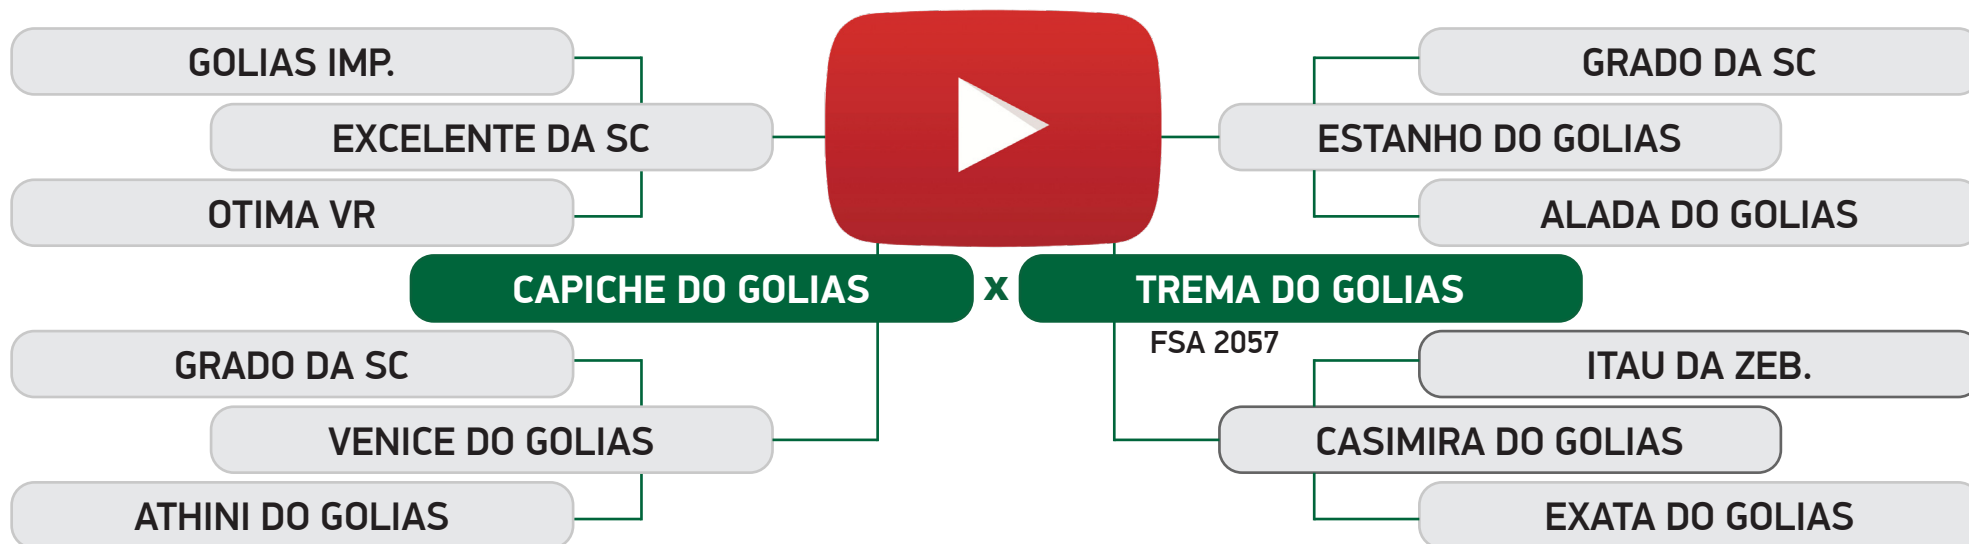 GOLIAS IMP.
EXCELENTE DA SC
OTIMA VR
GRADO DA SC
ESTANHO DO GOLIAS
ALADA DO GOLIAS
CAPICHE DO GOLIAS x TREMA DO GOLIAS
FSA 2057
GRADO DA SC
VENICE DO GOLIAS
ATHINI DO GOLIAS
ITAU DA ZEB.
CASIMIRA DO GOLIAS
EXATA DO GOLIAS